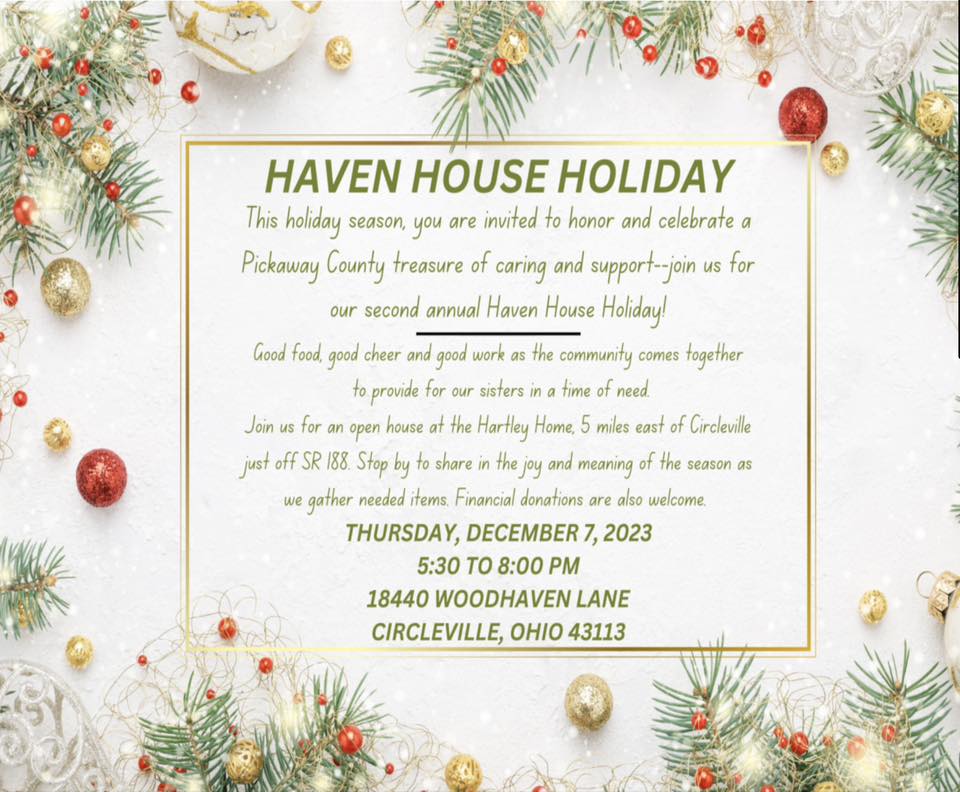 HAVEN HOUSE HOLIDAY
This holiday season, you are invited to honor and celebrate a
Pickaway County treasure of caring and support--join us for
our second annual Haven House Holiday!
Good food, good cheer and good work as the community comes together
to provide for our sisters in a time of need.
Join us for an open house at the Hartley Home, 5 miles east of Circleville
just off SR 188. Stop by to share in the joy and meaning of the season as
we gather needed items. Financial donations are also welcome.
THURSDAY, DECEMBER 7, 2023
5:30 TO 8:00 PM
18440 WOODHAVEN LANE
CIRCLEVILLE, OHIO 43113